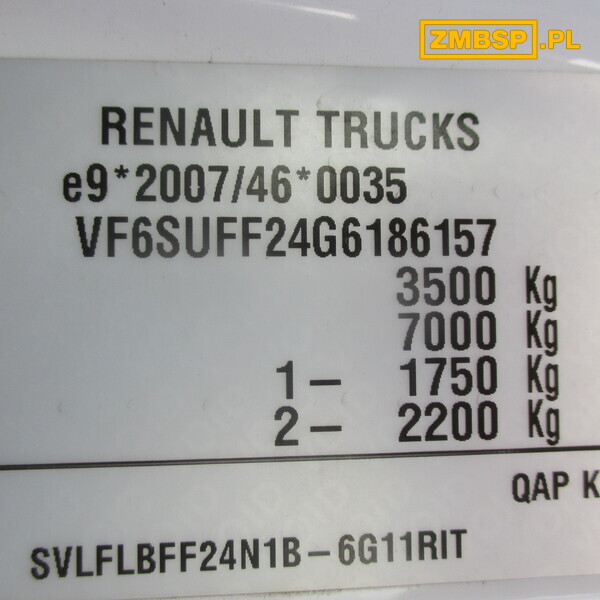 ZMBSP.PL
RENAULT TRUCKS
e9*2007/46*0035
VF6SUFF24G6186157
3500 Kg
7000 Kg
1- 1750 Kg
2- 2200 Kg
QAP K
SVLFLBFF24N1B-6G11RIT